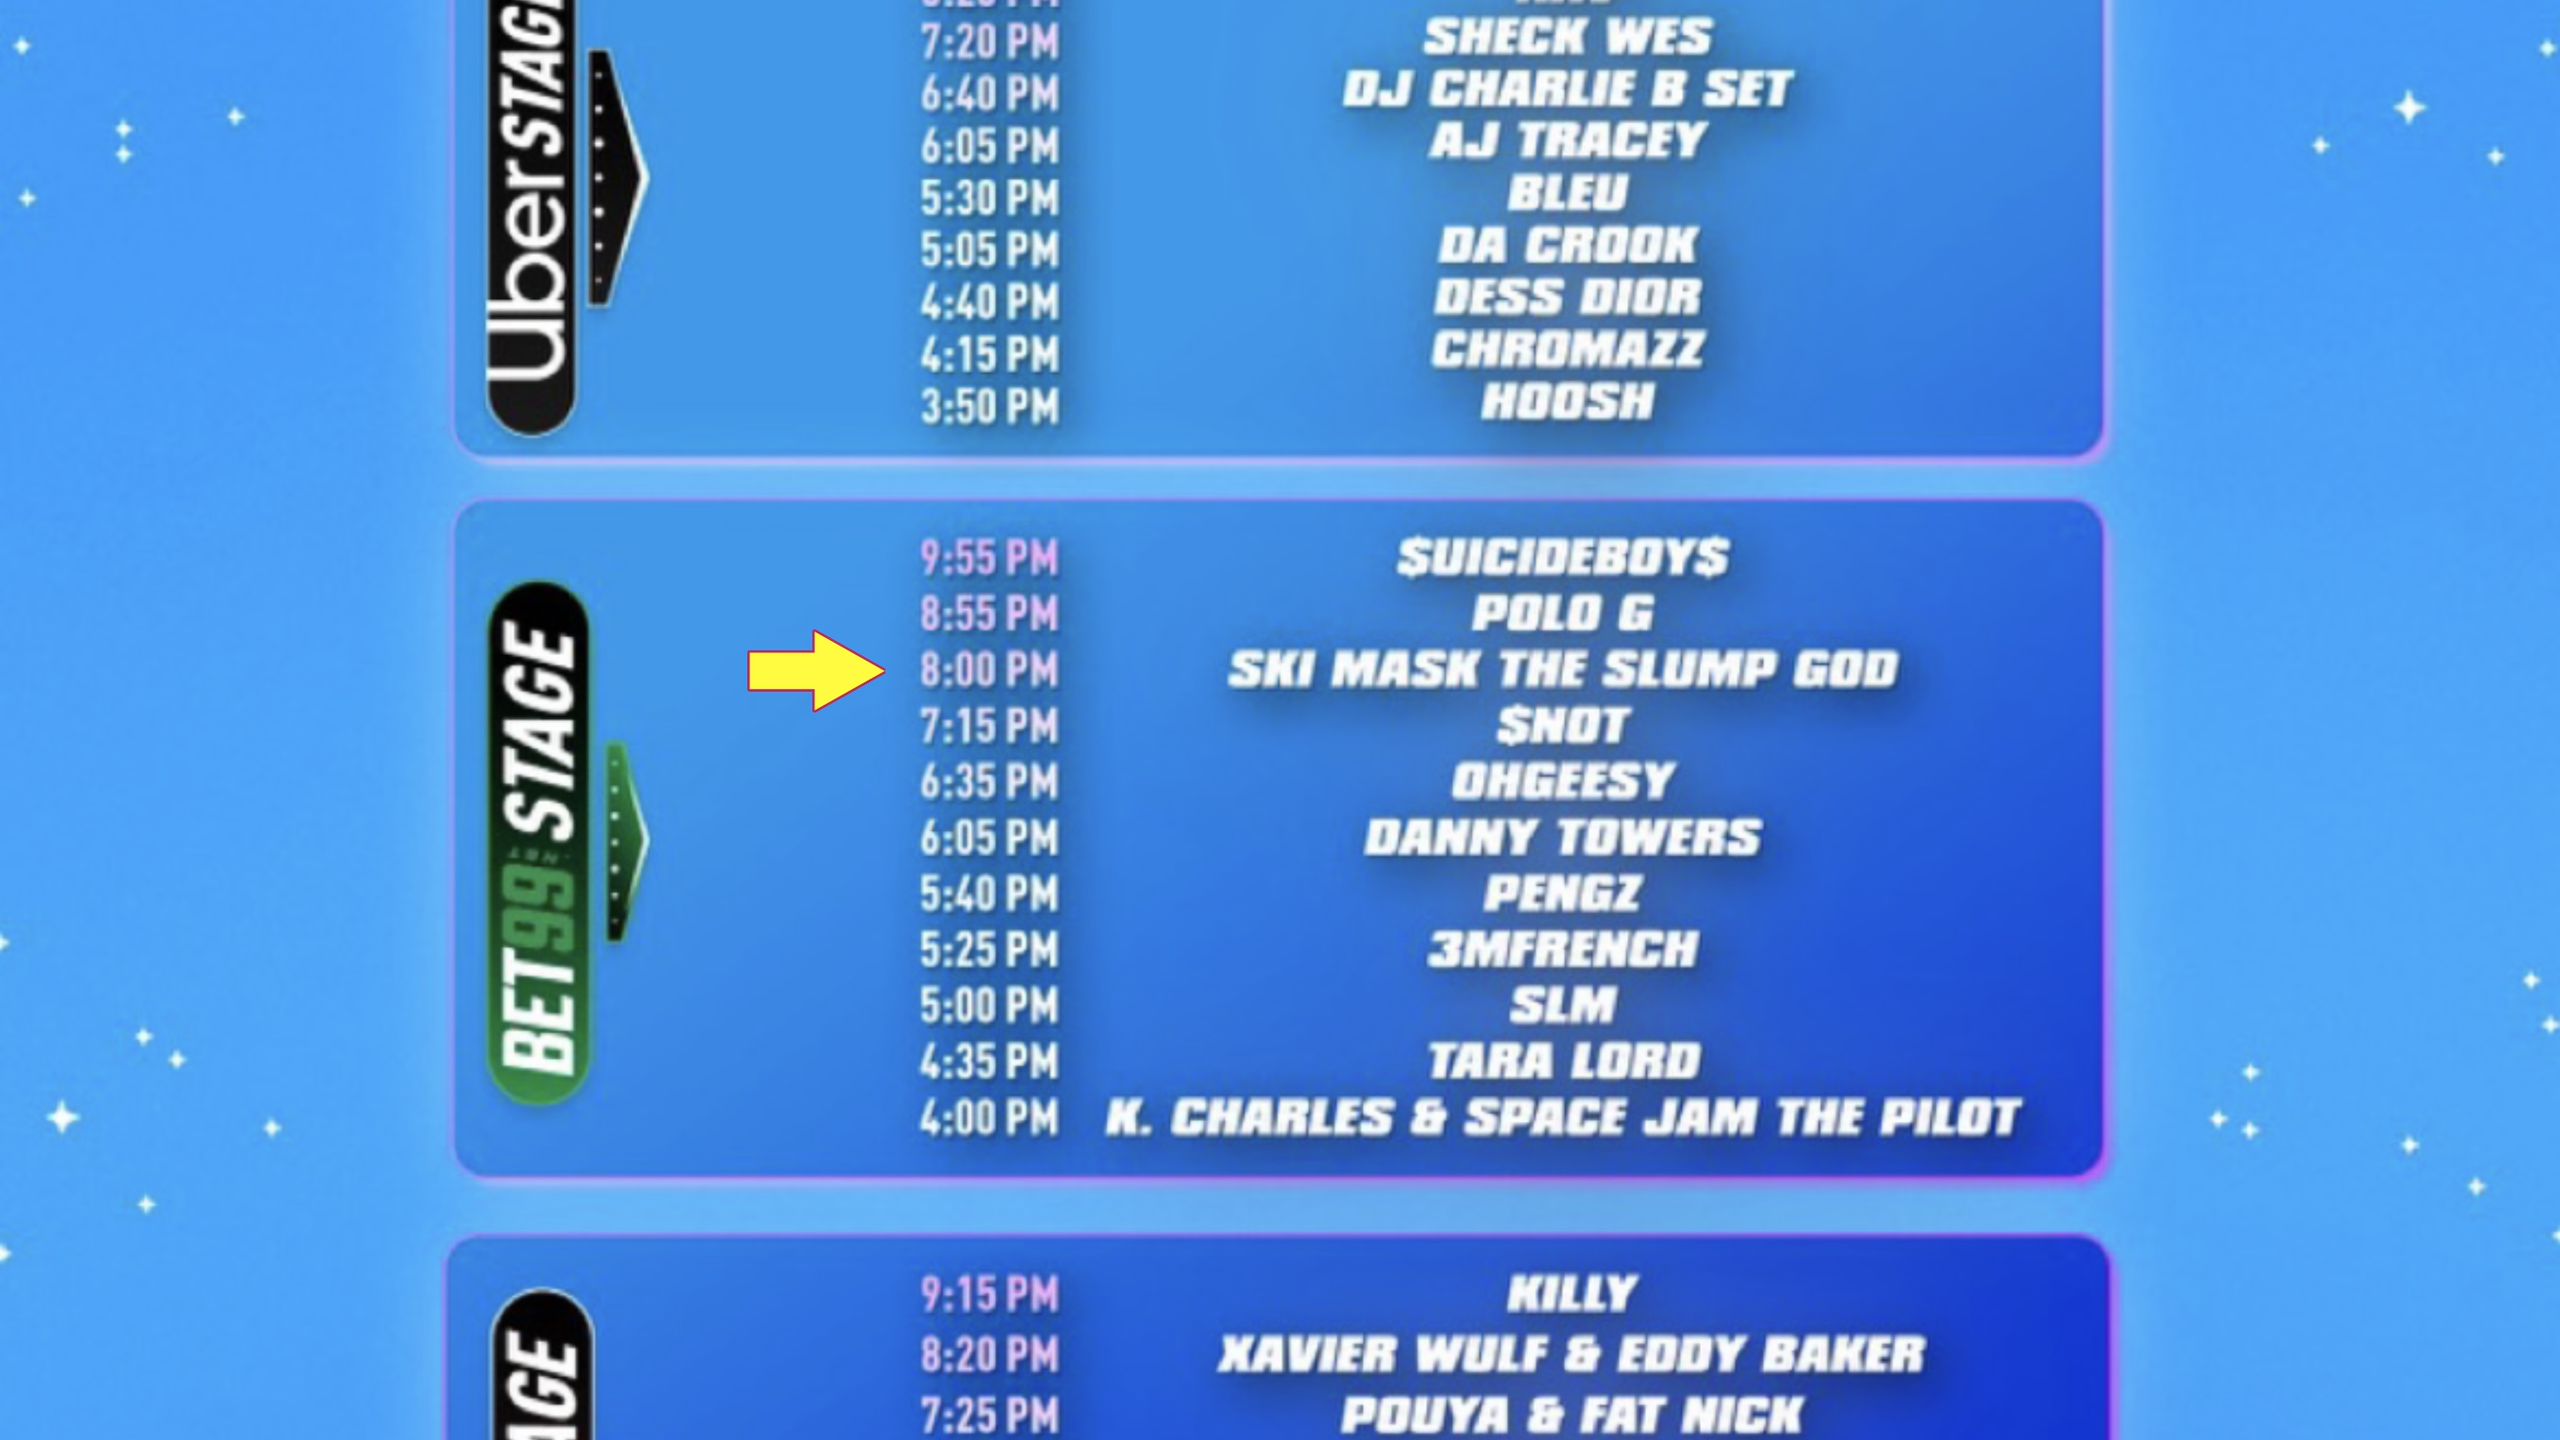 uber STAGE
7:20 PM SHECK WES
6:40 PM DJ CHARLIE B SET
6:05 PM AJ TRACEY
5:30 PM BLEU
5:05 PM DA CROOK
4:40 PM DESS DIOR
4:15 PM CHROMAZZ
3:50 PM HOOSH
BET99.NET STAGE
9:55 PM $UICIDEBOY$
8:55 PM POLO G
8:00 PM SKI MASK THE SLUMP GOD
7:15 PM $NOT
6:35 PM OHGEESY
6:05 PM DANNY TOWERS
5:40 PM PENGZ
5:25 PM 3MFRENCH
5:00 PM SLM
4:35 PM TARA LORD
4:00 PM K. CHARLES & SPACE JAM THE PILOT
9:15 PM KILLY
8:20 PM XAVIER WULF & EDDY BAKER
7:25 PM POUYA & FAT NICK